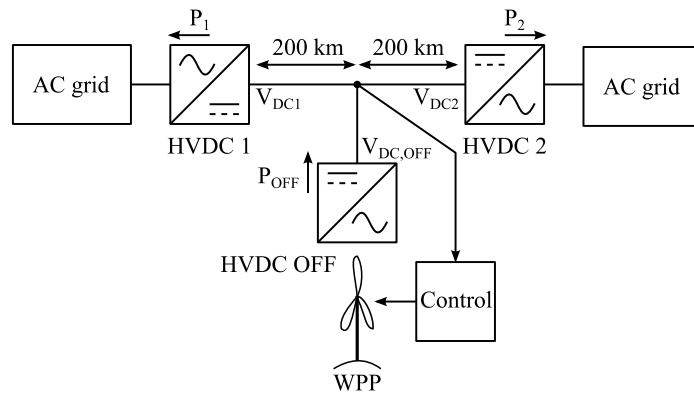 P1
P2
200 km
200 km
AC grid
AC grid
VDC1
VDC2
HVDC 1
HVDC 2
VDC,OFF
POFF
HVDC OFF
Control
WPP